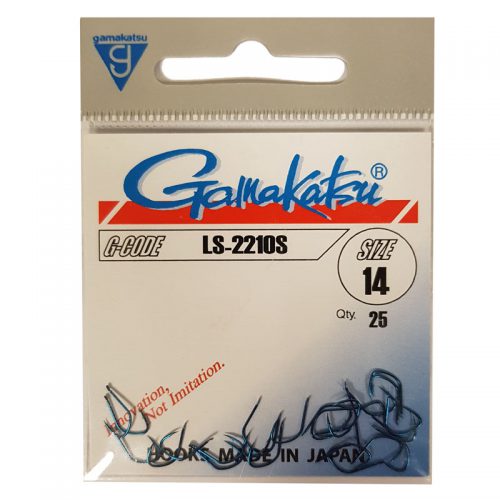 gamakatsu
g
Gamakatsu®
G-CODE LS-2210S
SIZE
14
Qty. 25
Innovation,
Not Imitation.
HOOKS MADE IN JAPAN